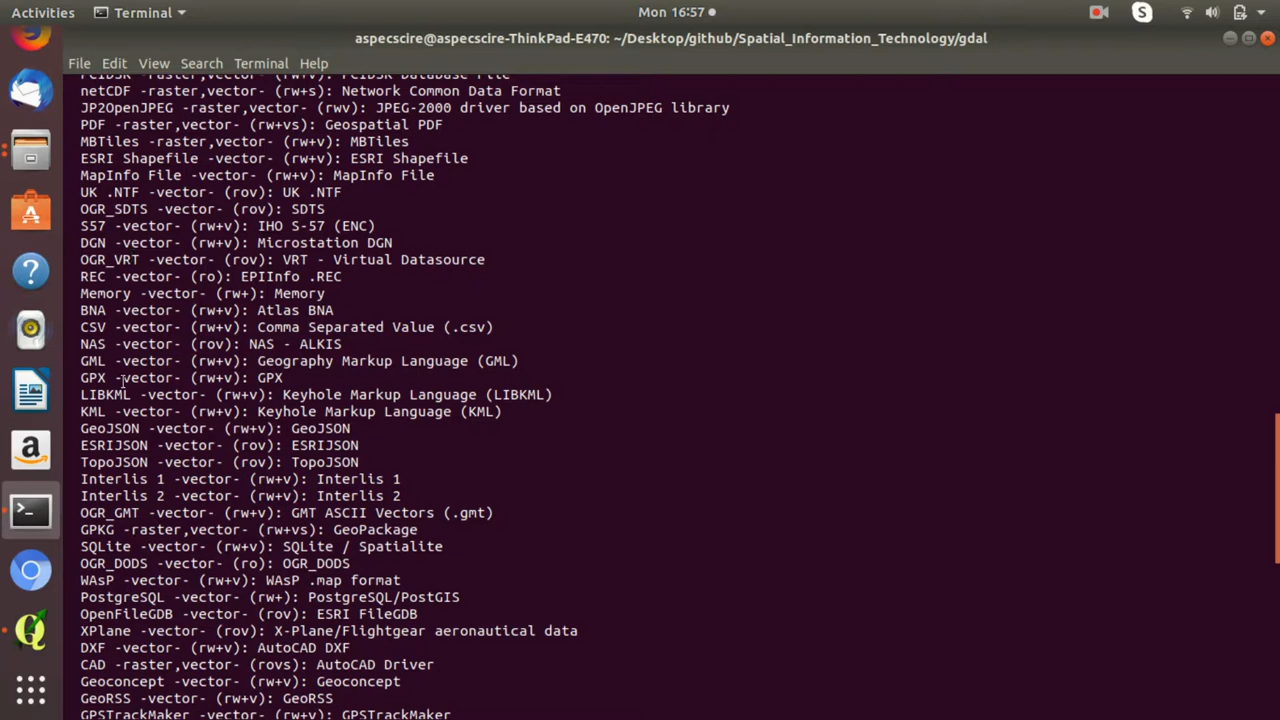 Activities Terminal Mon 16:57
aspecscire@aspecscire-ThinkPad-E470: ~/Desktop/github/Spatial_Information_Technology/gdal
File Edit View Search Terminal Help
PCIDSK -raster,vector- (rw+v): PCIDSK Database File
netCDF -raster,vector- (rw+s): Network Common Data Format
JP2OpenJPEG -raster,vector- (rwv): JPEG-2000 driver based on OpenJPEG library
PDF -raster,vector- (rw+vs): Geospatial PDF
MBTiles -raster,vector- (rw+v): MBTiles
ESRI Shapefile -vector- (rw+v): ESRI Shapefile
MapInfo File -vector- (rw+v): MapInfo File
UK .NTF -vector- (rov): UK .NTF
OGR_SDTS -vector- (rov): SDTS
S57 -vector- (rw+v): IHO S-57 (ENC)
DGN -vector- (rw+v): Microstation DGN
OGR_VRT -vector- (rov): VRT - Virtual Datasource
REC -vector- (ro): EPIInfo .REC
Memory -vector- (rw+): Memory
BNA -vector- (rw+v): Atlas BNA
CSV -vector- (rw+v): Comma Separated Value (.csv)
NAS -vector- (rov): NAS - ALKIS
GML -vector- (rw+v): Geography Markup Language (GML)
GPX -vector- (rw+v): GPX
LIBKML -vector- (rw+v): Keyhole Markup Language (LIBKML)
KML -vector- (rw+v): Keyhole Markup Language (KML)
GeoJSON -vector- (rw+v): GeoJSON
ESRIJSON -vector- (rov): ESRIJSON
TopoJSON -vector- (rov): TopoJSON
Interlis 1 -vector- (rw+v): Interlis 1
Interlis 2 -vector- (rw+v): Interlis 2
OGR_GMT -vector- (rw+v): GMT ASCII Vectors (.gmt)
GPKG -raster,vector- (rw+vs): GeoPackage
SQLite -vector- (rw+v): SQLite / Spatialite
OGR_DODS -vector- (ro): OGR_DODS
WAsP -vector- (rw+v): WAsP .map format
PostgreSQL -vector- (rw+): PostgreSQL/PostGIS
OpenFileGDB -vector- (rov): ESRI FileGDB
XPlane -vector- (rov): X-Plane/Flightgear aeronautical data
DXF -vector- (rw+v): AutoCAD DXF
CAD -raster,vector- (rovs): AutoCAD Driver
Geoconcept -vector- (rw+v): Geoconcept
GeoRSS -vector- (rw+v): GeoRSS
GPSTrackMaker -vector- (rw+v): GPSTrackMaker